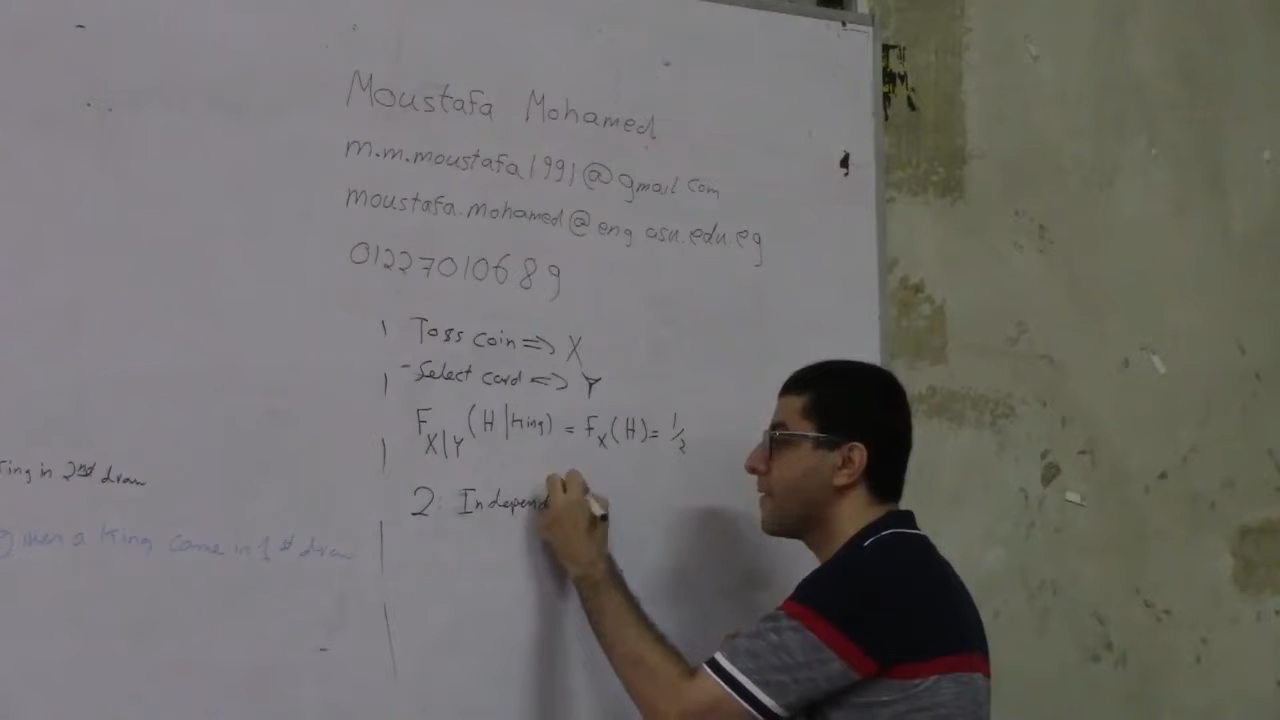 Moustafa Mohamed
m.m.moustafa1991@gmail.com
moustafa.mohamed@eng asu.edu.eg
01227010689
Toss coin => X
- Select card => Y
F X|Y (H|King) = F X (H) = 1/2
King in 2nd draw
2: Independ
given a King came in 1st draw